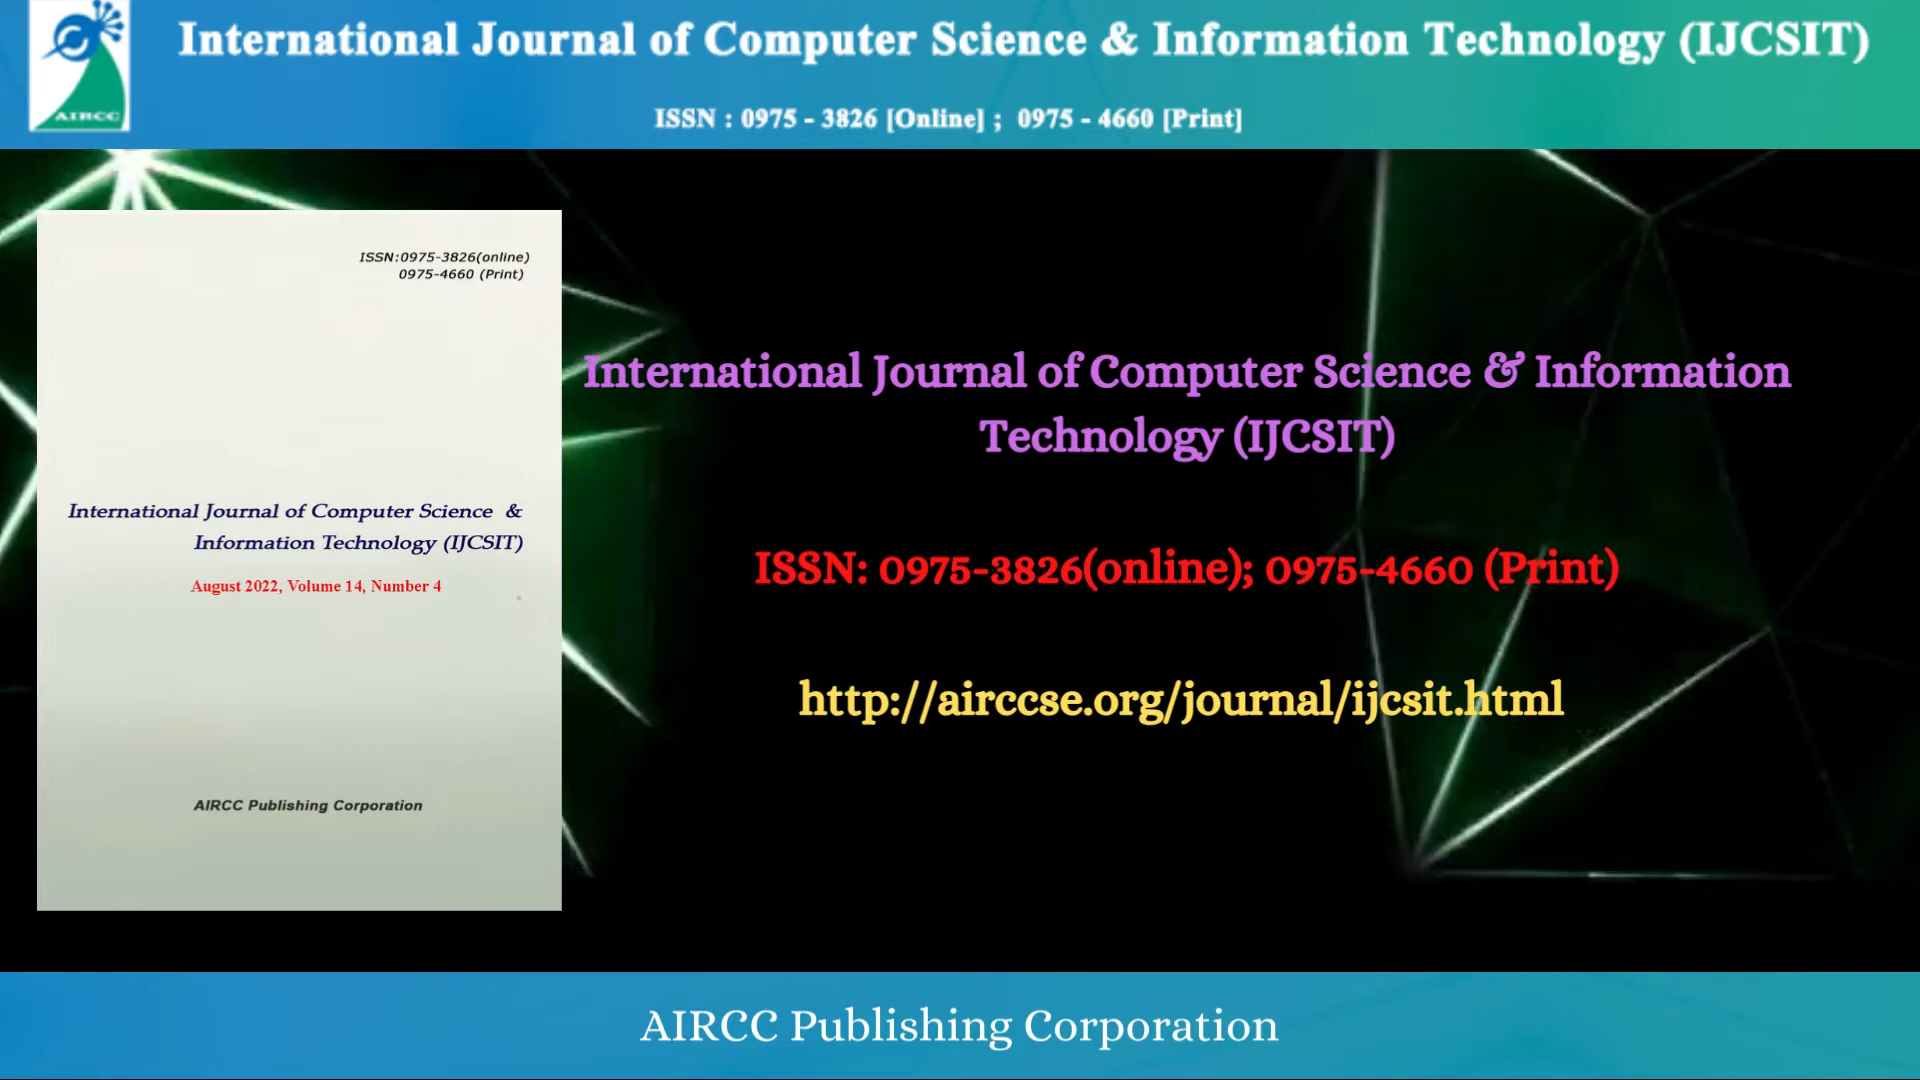 International Journal of Computer Science & Information Technology (IJCSIT)
ISSN : 0975 - 3826 [Online] ; 0975 - 4660 [Print]
AIRCC
ISSN:0975-3826(online)
0975-4660 (Print)
International Journal of Computer Science &
Information Technology (IJCSIT)
August 2022, Volume 14, Number 4
AIRCC Publishing Corporation
International Journal of Computer Science & Information
Technology (IJCSIT)
ISSN: 0975-3826(online); 0975-4660 (Print)
http://airccse.org/journal/ijcsit.html
AIRCC Publishing Corporation